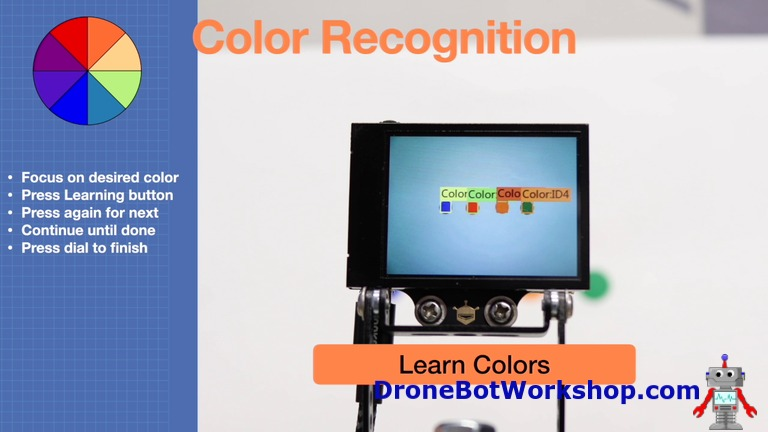 Color Recognition
• Focus on desired color
• Press Learning button
• Press again for next
• Continue until done
• Press dial to finish
Color Color: Colo Color:ID4
Learn Colors
DroneBotWorkshop.com